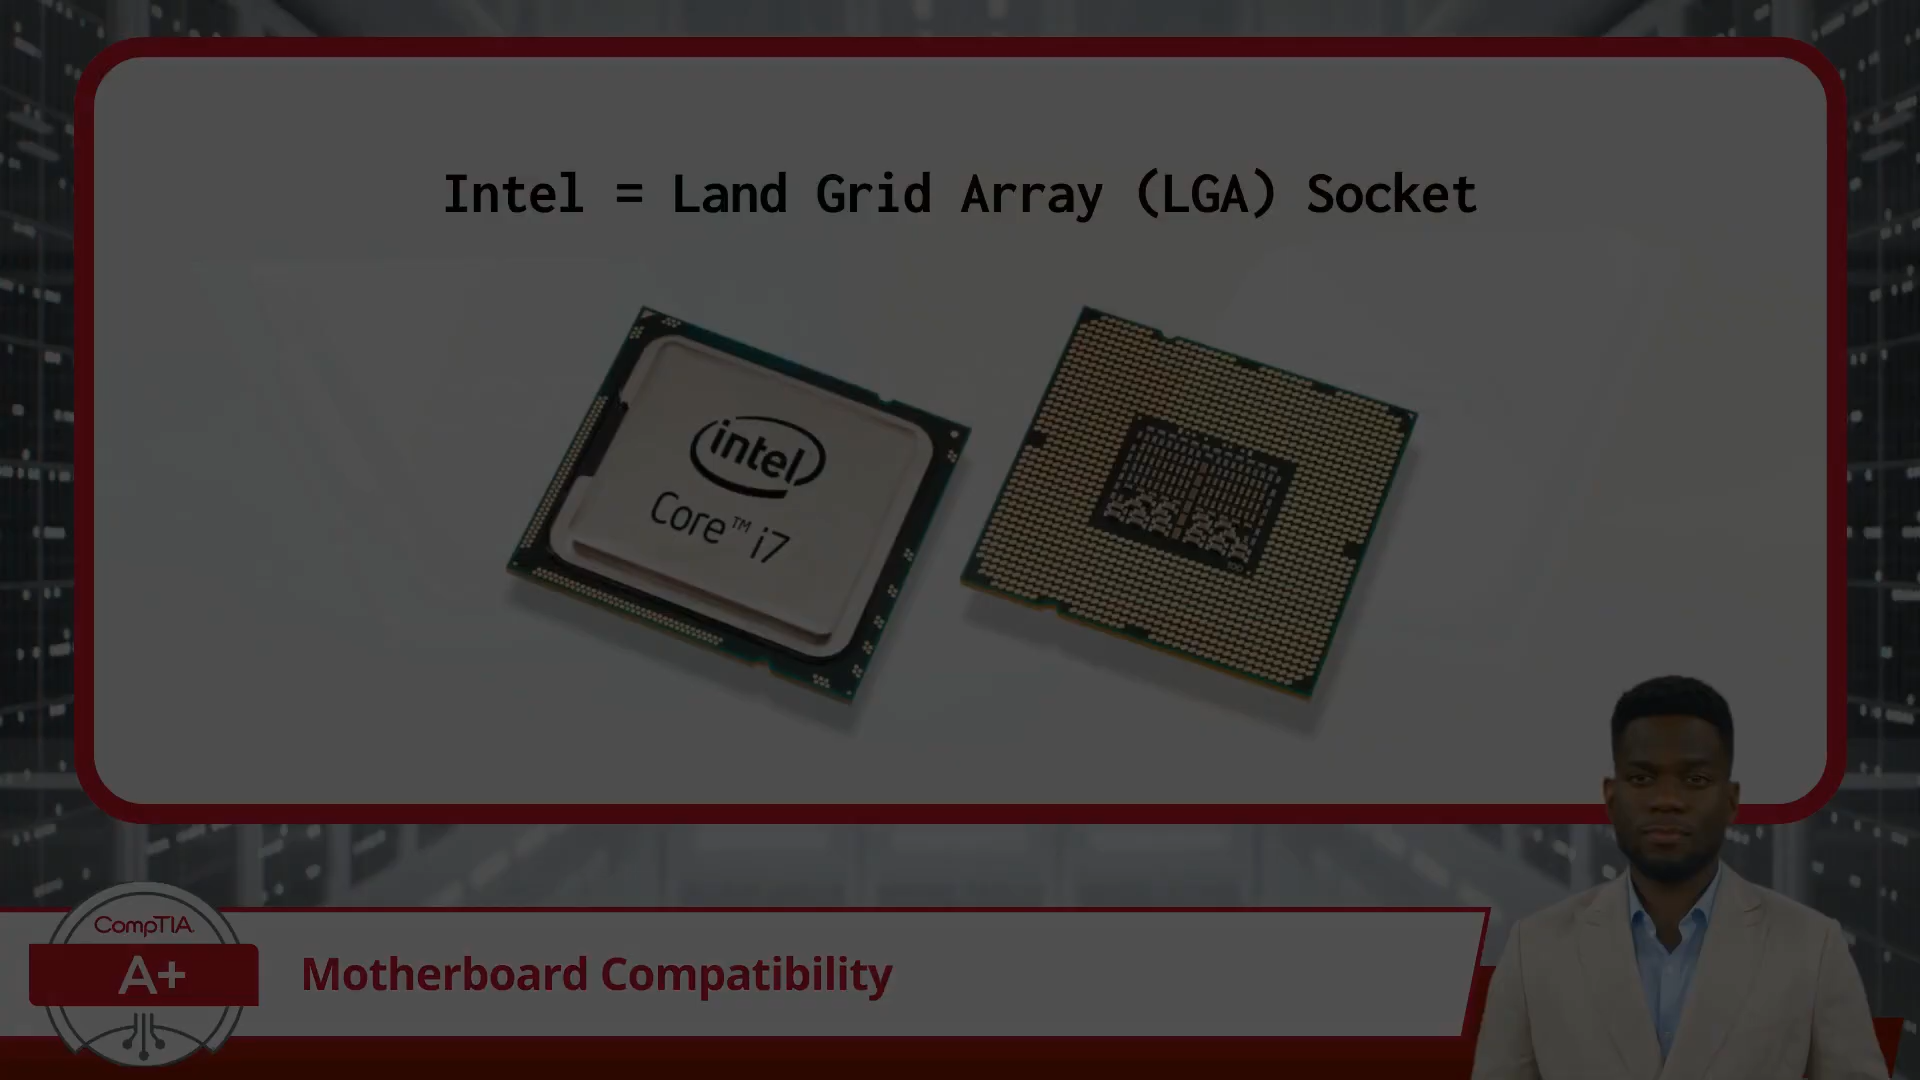 Intel = Land Grid Array (LGA) Socket
intel
Core™ i7
CompTIA.
A+
Motherboard Compatibility